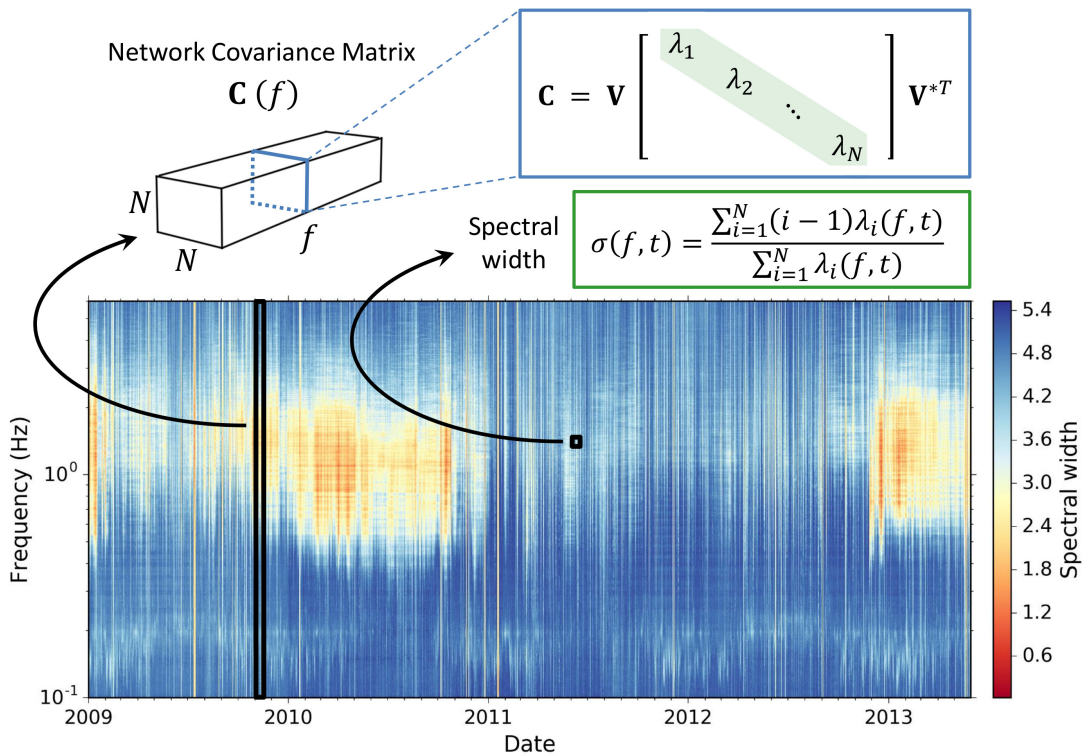 Network Covariance Matrix
𝐂 (f)
N
N
f
𝐂 = 𝐕 [ λ₁ λ₂ ⋱ λ_N ] 𝐕*ᵀ
Spectral
width
σ(f, t) = ∑ᵢ₌₁ᴺ (i − 1)λᵢ(f, t) / ∑ᵢ₌₁ᴺ λᵢ(f, t)
Frequency (Hz)
10⁰
10⁻¹
2009 2010 2011 2012 2013
Date
5.4
4.8
4.2
3.6
3.0
2.4
1.8
1.2
0.6
Spectral width